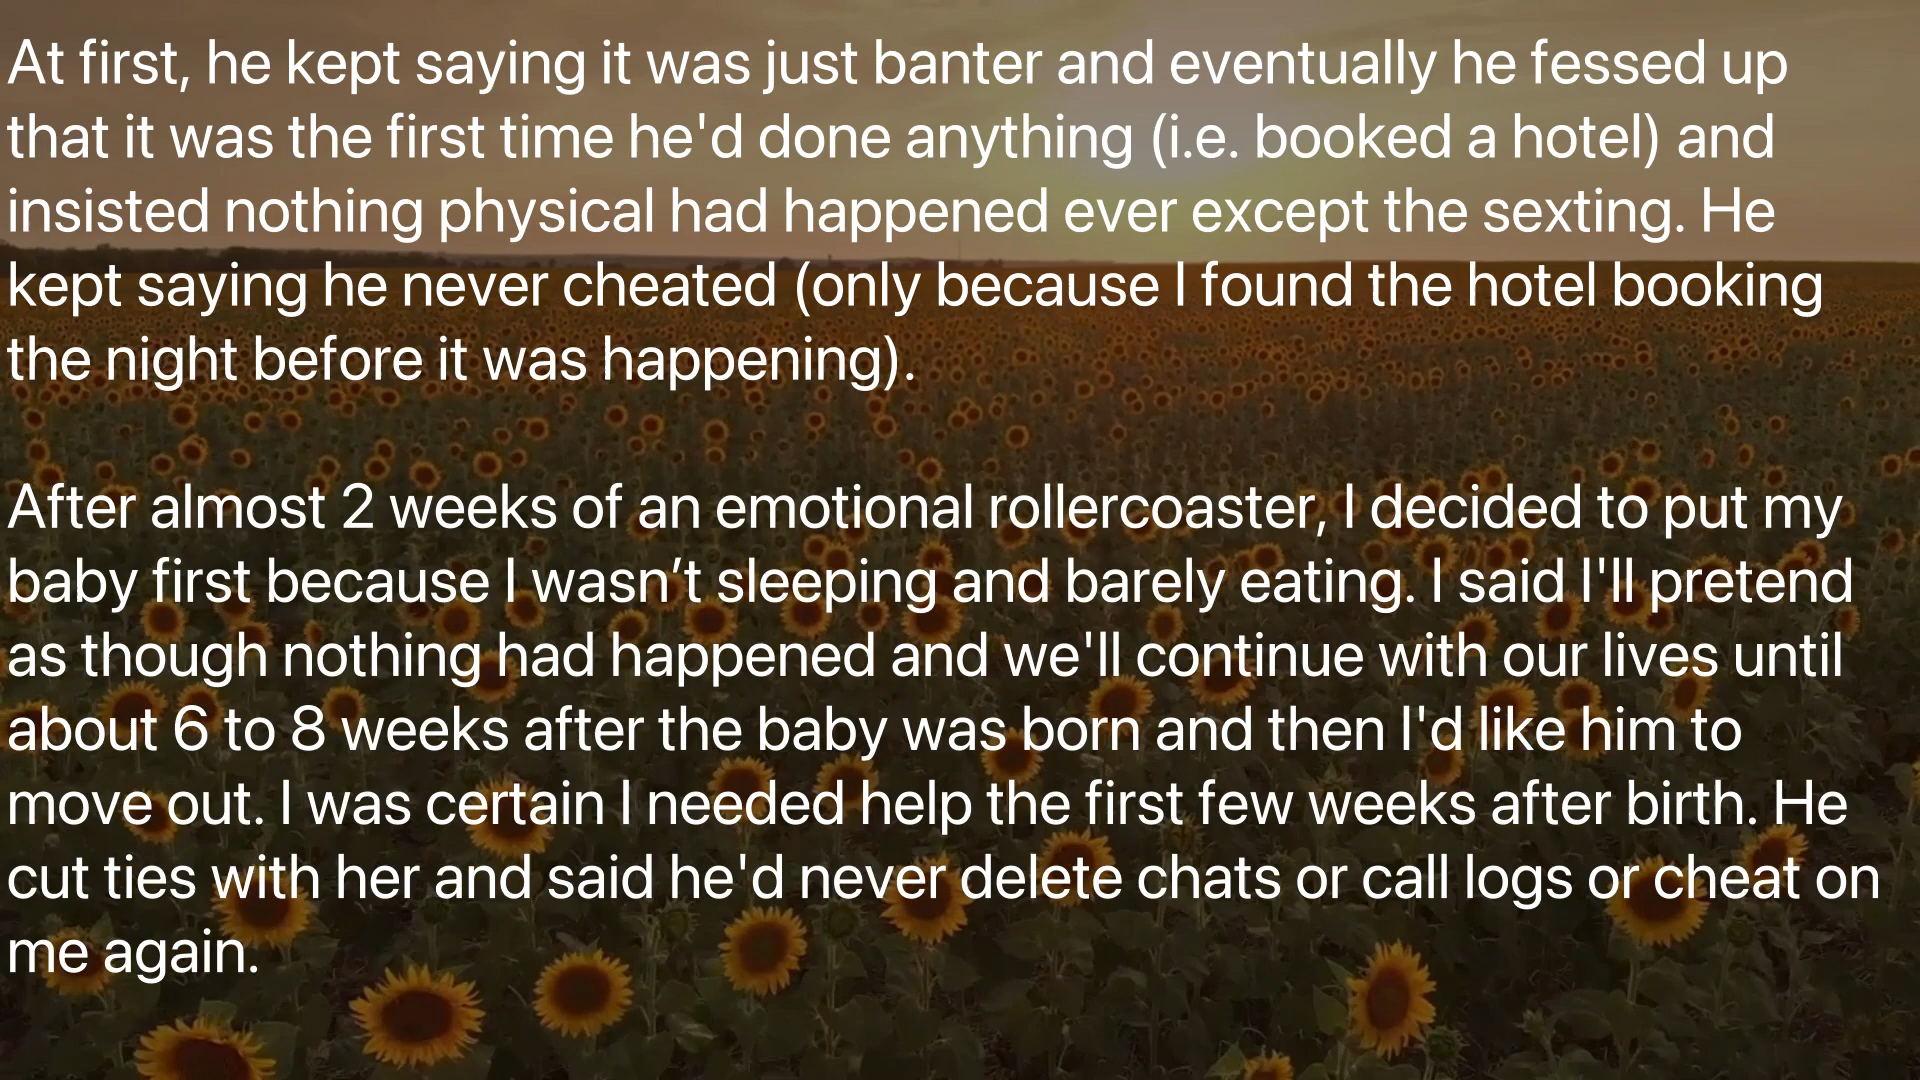 At first, he kept saying it was just banter and eventually he fessed up
that it was the first time he'd done anything (i.e. booked a hotel) and
insisted nothing physical had happened ever except the sexting. He
kept saying he never cheated (only because I found the hotel booking
the night before it was happening).
After almost 2 weeks of an emotional rollercoaster, I decided to put my
baby first because I wasn’t sleeping and barely eating. I said I'll pretend
as though nothing had happened and we'll continue with our lives until
about 6 to 8 weeks after the baby was born and then I'd like him to
move out. I was certain I needed help the first few weeks after birth. He
cut ties with her and said he'd never delete chats or call logs or cheat on
me again.